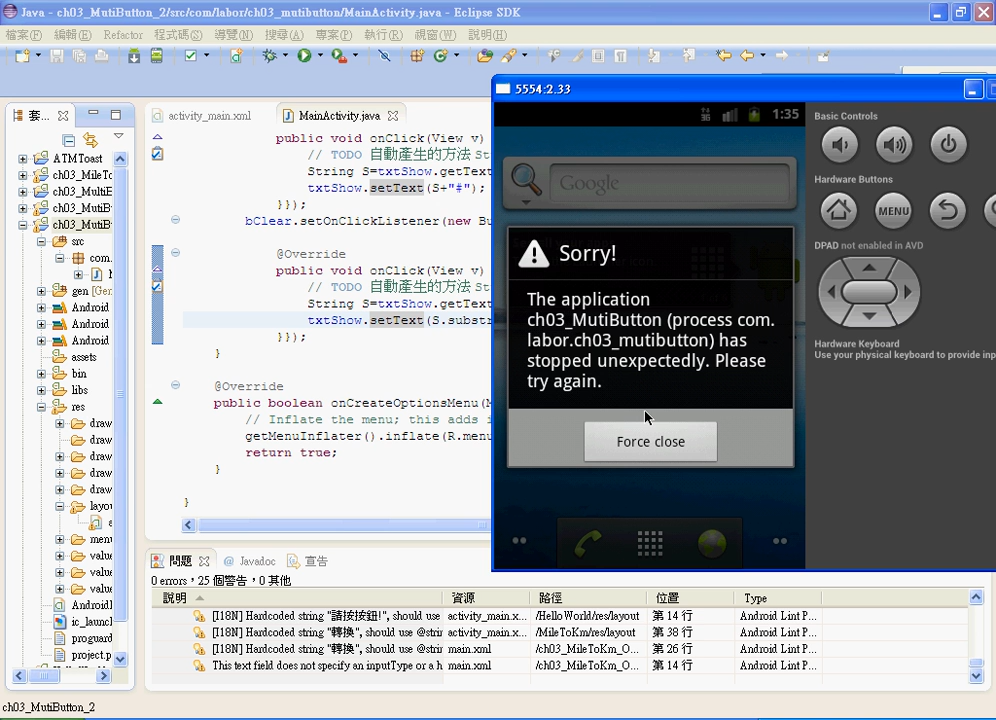 Java - ch03_MutiButton_2/src/com/labor/ch03_mutibutton/MainActivity.java - Eclipse SDK
檔案(F) 編輯(E) Refactor 程式碼(S) 導覽(N) 搜尋(A) 專案(P) 執行(R) 視窗(W) 說明(H)
套...
ATMToast
ch03_MileTo
ch03_MultiE
ch03_MutiB
ch03_MutiB
src
com.
gen [Gen
Android
Android
Android
assets
bin
libs
res
draw
draw
draw
draw
draw
layou
a
menu
value
value
value
Android
ic_launc
proguard
project.p
activity_main.xml
MainActivity.java
public void onClick(View v)
// TODO 自動產生的方法 St
String S=txtShow.getText
txtShow.setText(S+"#");
}});
bClear.setOnClickListener(new Bu
@Override
public void onClick(View v)
// TODO 自動產生的方法 St
String S=txtShow.getText
txtShow.setText(S.substr
}});
}
@Override
public boolean onCreateOptionsMenu(M
// Inflate the menu; this adds i
getMenuInflater().inflate(R.menu
return true;
}
}
5554:2.33
1:35
Google
Sorry!
The application
ch03_MutiButton (process com.
labor.ch03_mutibutton) has
stopped unexpectedly. Please
try again.
Force close
Basic Controls
Hardware Buttons
MENU
DPAD not enabled in AVD
Hardware Keyboard
Use your physical keyboard to provide inp
問題 Javadoc 宣告
0 errors，25 個警告，0 其他
說明 資源 路徑 位置 Type
[I18N] Hardcoded string "請按按鈕!", should use activity_main.x... /HelloWorld/res/layout 第 14 行 Android Lint P...
[I18N] Hardcoded string "轉換", should use @strin activity_main.x... /MileToKm/res/layout 第 38 行 Android Lint P...
[I18N] Hardcoded string "轉換", should use @strin main.xml /ch03_MileToKm_O... 第 26 行 Android Lint P...
This text field does not specify an inputType or a h main.xml /ch03_MileToKm_O... 第 14 行 Android Lint P...
ch03_MutiButton_2